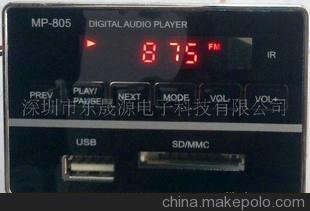 MP-805 DIGITAL AUDIO PLAYER
875 FM
IR
PREV PLAY/PAUSE NEXT MODE VOL- VOL+
深圳市东晟源电子科技有限公司
USB SD/MMC
china.makepolo.com